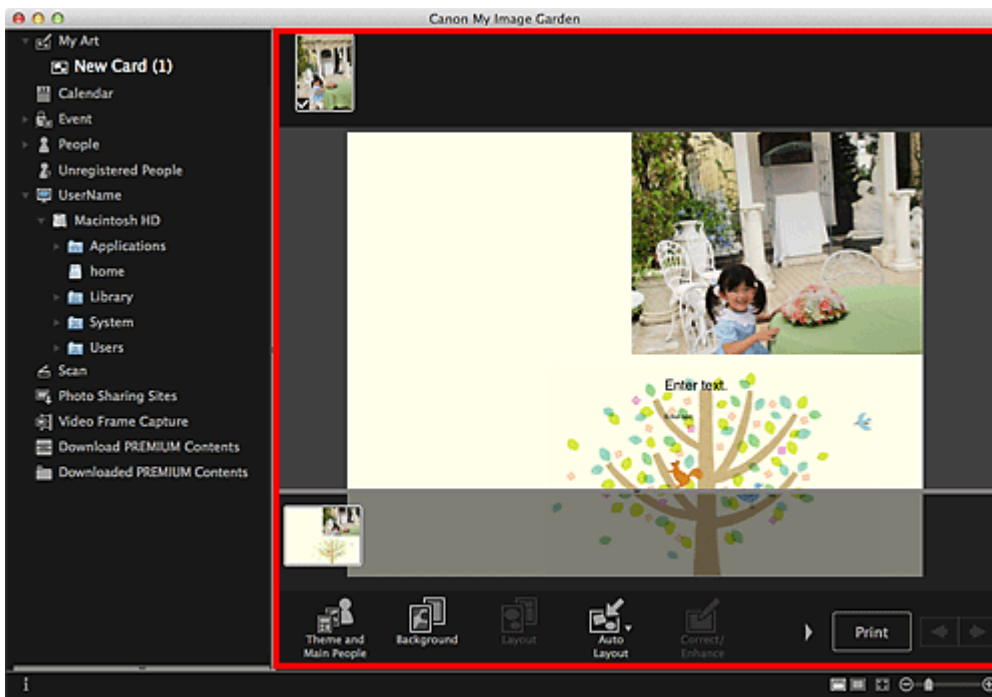 Canon My Image Garden
My Art
New Card (1)
Calendar
Event
People
Unregistered People
UserName
Macintosh HD
Applications
home
Library
System
Users
Scan
Photo Sharing Sites
Video Frame Capture
Download PREMIUM Contents
Downloaded PREMIUM Contents
Enter text.
Theme and
Main People
Background
Layout
Auto
Layout
Correct/
Enhance
Print